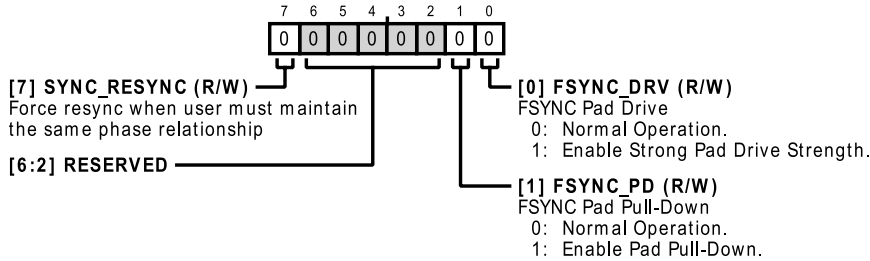 7 6 5 4 3 2 1 0
0 0 0 0 0 0 0 0
[7] SYNC_RESYNC (R/W)
Force resync when user must maintain
the same phase relationship
[6:2] RESERVED
[0] FSYNC_DRV (R/W)
FSYNC Pad Drive
0: Normal Operation.
1: Enable Strong Pad Drive Strength.
[1] FSYNC_PD (R/W)
FSYNC Pad Pull-Down
0: Normal Operation.
1: Enable Pad Pull-Down.